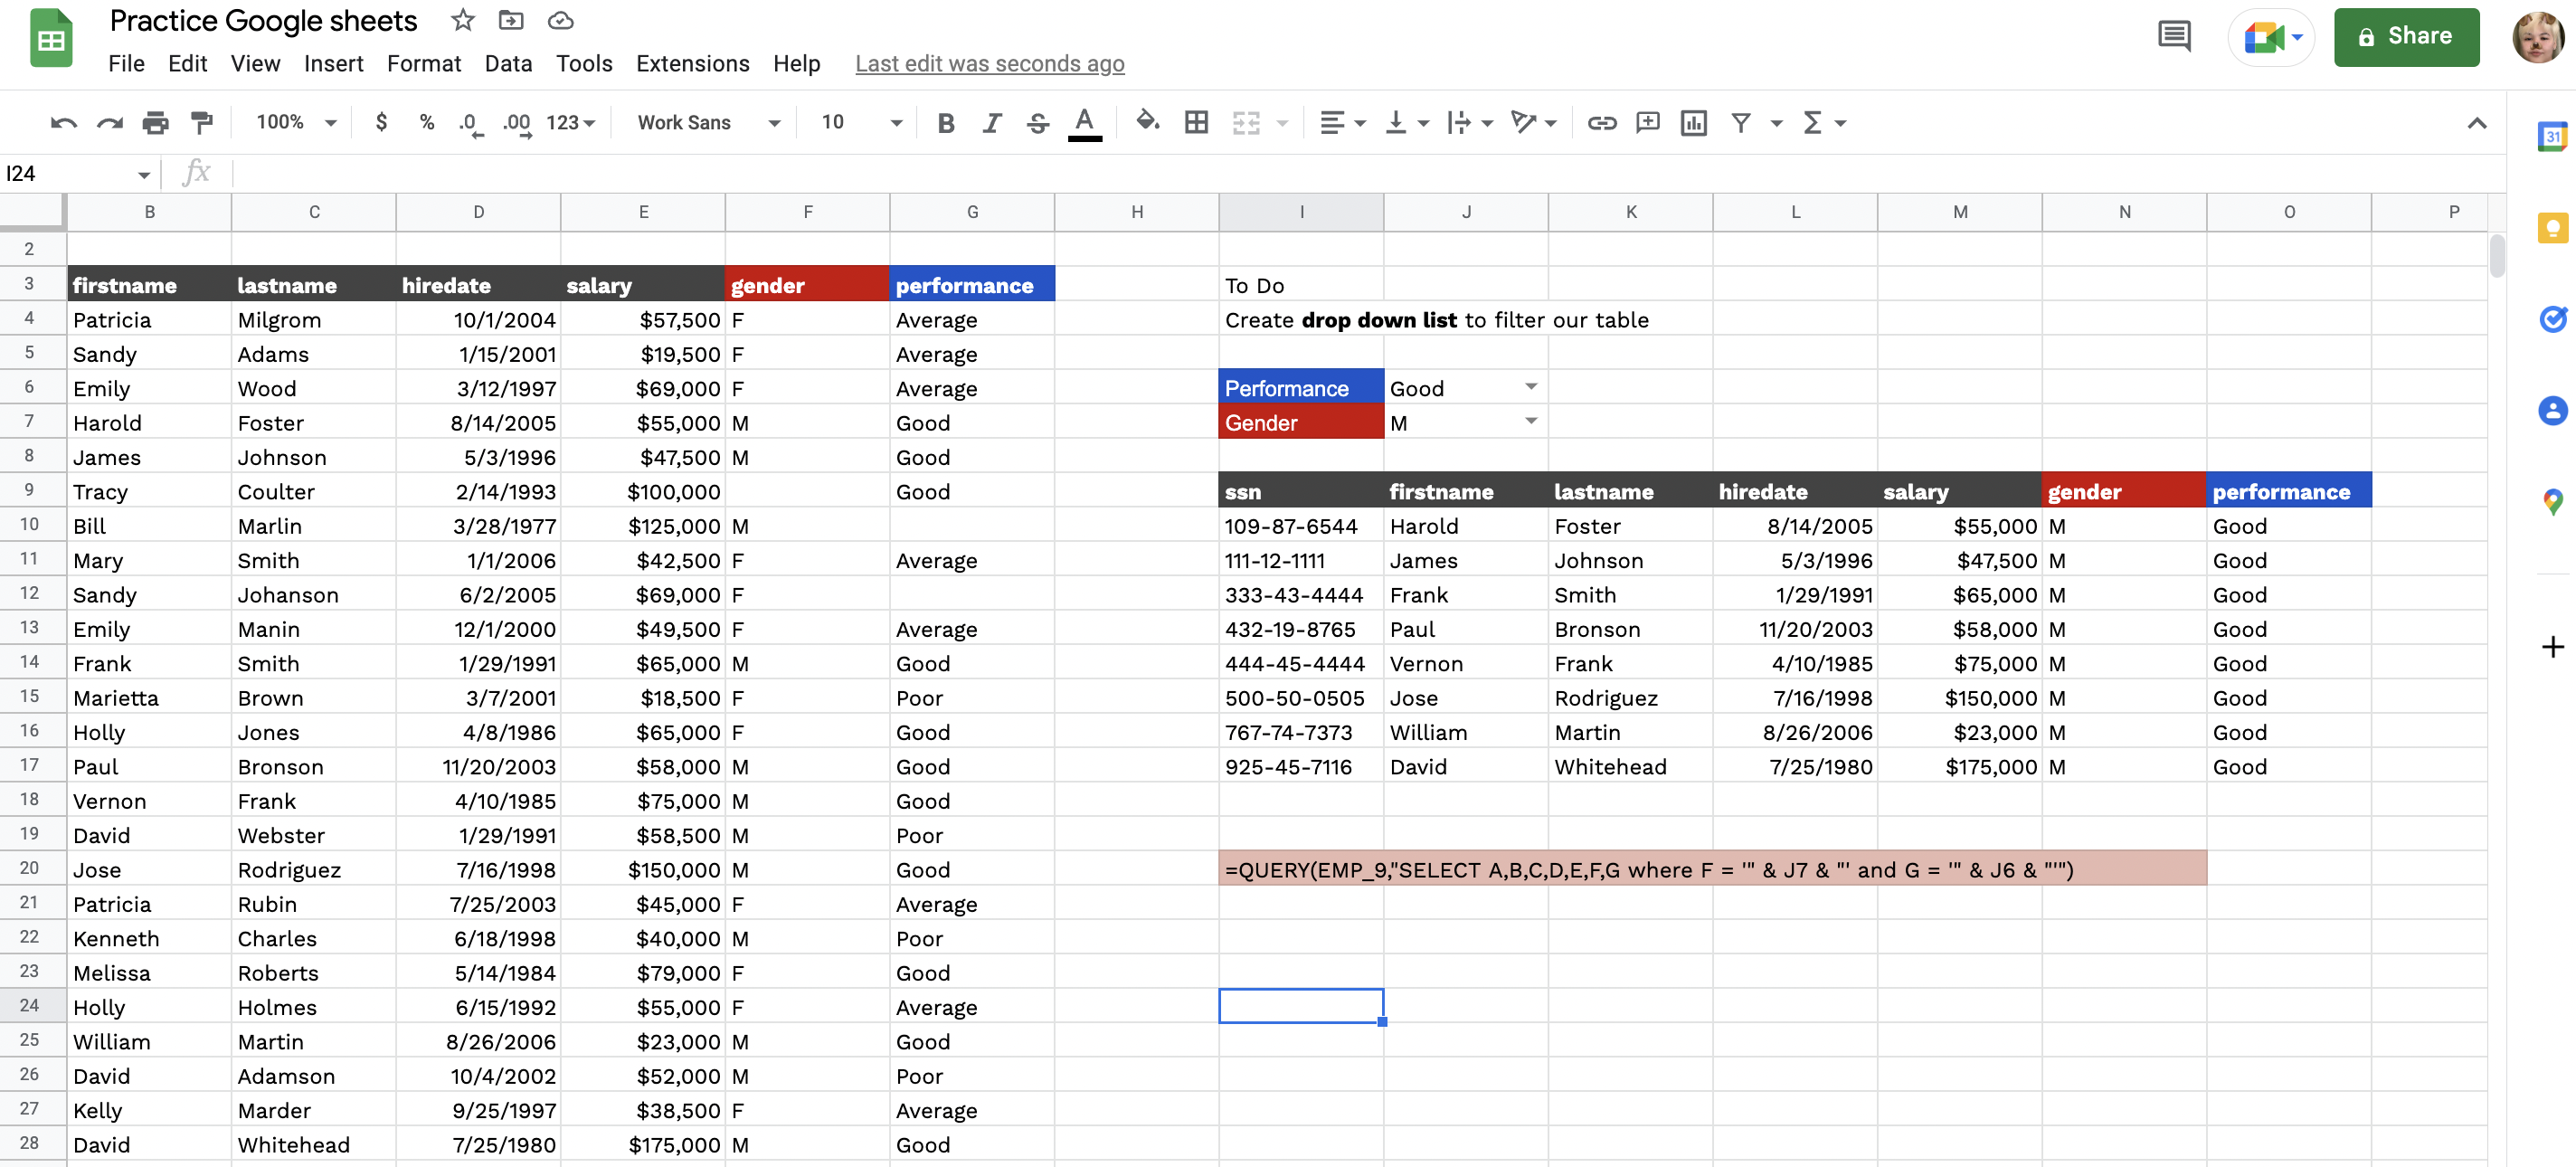 Practice Google sheets
File Edit View Insert Format Data Tools Extensions Help Last edit was seconds ago
Share
100% $ % .0 .00 123 Work Sans 10 B I S A Σ
31
I24 fx
B C D E F G H I J K L M N O P
2
3 firstname lastname hiredate salary gender performance To Do
4 Patricia Milgrom 10/1/2004 $57,500 F Average Create drop down list to filter our table
5 Sandy Adams 1/15/2001 $19,500 F Average
6 Emily Wood 3/12/1997 $69,000 F Average Performance Good
7 Harold Foster 8/14/2005 $55,000 M Good Gender M
8 James Johnson 5/3/1996 $47,500 M Good
9 Tracy Coulter 2/14/1993 $100,000 Good ssn firstname lastname hiredate salary gender performance
10 Bill Marlin 3/28/1977 $125,000 M 109-87-6544 Harold Foster 8/14/2005 $55,000 M Good
11 Mary Smith 1/1/2006 $42,500 F Average 111-12-1111 James Johnson 5/3/1996 $47,500 M Good
12 Sandy Johanson 6/2/2005 $69,000 F 333-43-4444 Frank Smith 1/29/1991 $65,000 M Good
13 Emily Manin 12/1/2000 $49,500 F Average 432-19-8765 Paul Bronson 11/20/2003 $58,000 M Good
14 Frank Smith 1/29/1991 $65,000 M Good 444-45-4444 Vernon Frank 4/10/1985 $75,000 M Good
15 Marietta Brown 3/7/2001 $18,500 F Poor 500-50-0505 Jose Rodriguez 7/16/1998 $150,000 M Good
16 Holly Jones 4/8/1986 $65,000 F Good 767-74-7373 William Martin 8/26/2006 $23,000 M Good
17 Paul Bronson 11/20/2003 $58,000 M Good 925-45-7116 David Whitehead 7/25/1980 $175,000 M Good
18 Vernon Frank 4/10/1985 $75,000 M Good
19 David Webster 1/29/1991 $58,500 M Poor
20 Jose Rodriguez 7/16/1998 $150,000 M Good =QUERY(EMP_9,"SELECT A,B,C,D,E,F,G where F = '" & J7 & "' and G = '" & J6 & "'")
21 Patricia Rubin 7/25/2003 $45,000 F Average
22 Kenneth Charles 6/18/1998 $40,000 M Poor
23 Melissa Roberts 5/14/1984 $79,000 F Good
24 Holly Holmes 6/15/1992 $55,000 F Average
25 William Martin 8/26/2006 $23,000 M Good
26 David Adamson 10/4/2002 $52,000 M Poor
27 Kelly Marder 9/25/1997 $38,500 F Average
28 David Whitehead 7/25/1980 $175,000 M Good